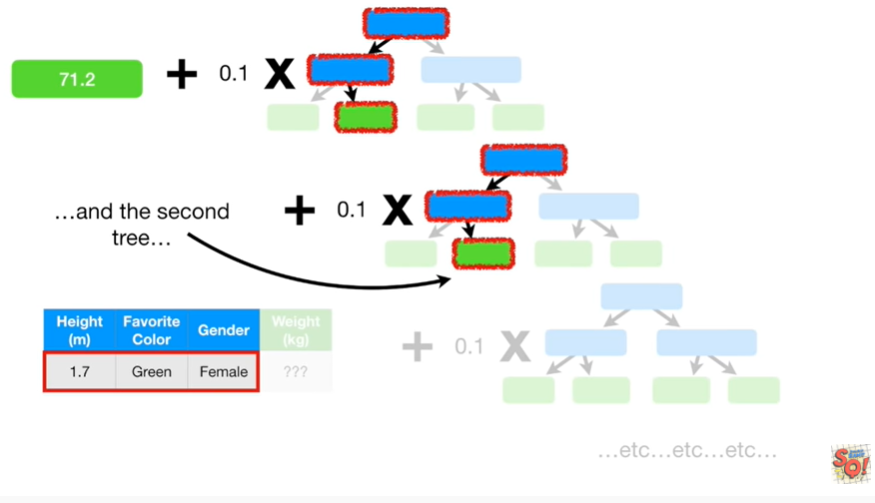 71.2
+ 0.1 X
…and the second
tree…
+ 0.1 X
Height
(m)
Favorite
Color
Gender
Weight
(kg)
1.7 Green Female ???
+ 0.1 X
…etc…etc…etc…
SQ!